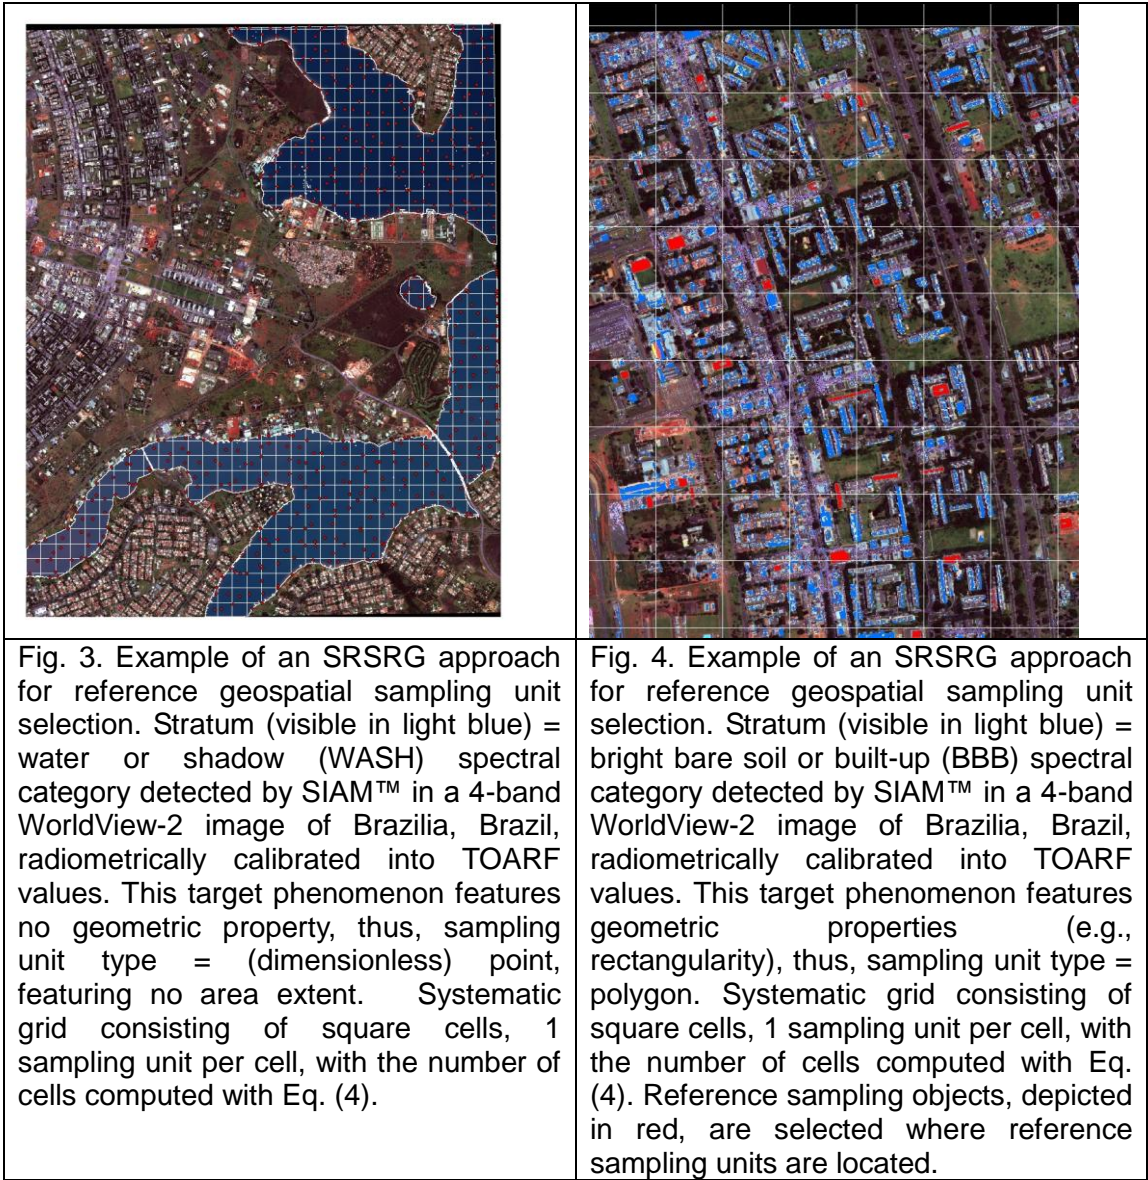 Fig. 3. Example of an SRSRG approach
for reference geospatial sampling unit
selection. Stratum (visible in light blue) =
water or shadow (WASH) spectral
category detected by SIAM™ in a 4-band
WorldView-2 image of Brazilia, Brazil,
radiometrically calibrated into TOARF
values. This target phenomenon features
no geometric property, thus, sampling
unit type = (dimensionless) point,
featuring no area extent. Systematic
grid consisting of square cells, 1
sampling unit per cell, with the number of
cells computed with Eq. (4).
Fig. 4. Example of an SRSRG approach
for reference geospatial sampling unit
selection. Stratum (visible in light blue) =
bright bare soil or built-up (BBB) spectral
category detected by SIAM™ in a 4-band
WorldView-2 image of Brazilia, Brazil,
radiometrically calibrated into TOARF
values. This target phenomenon features
geometric properties (e.g.,
rectangularity), thus, sampling unit type =
polygon. Systematic grid consisting of
square cells, 1 sampling unit per cell, with
the number of cells computed with Eq.
(4). Reference sampling objects, depicted
in red, are selected where reference
sampling units are located.